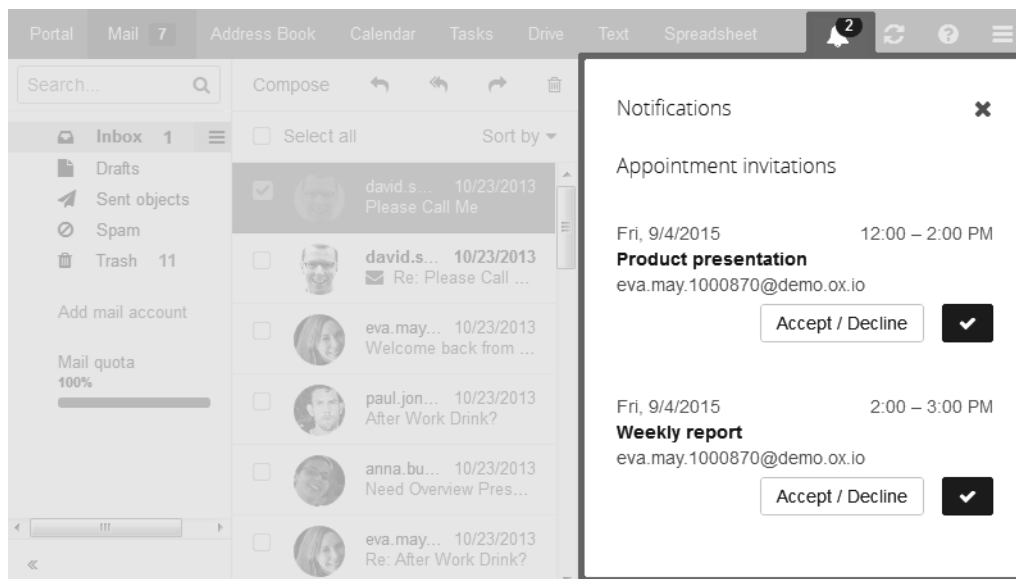 Portal Mail 7 Address Book Calendar Tasks Drive Text Spreadsheet 2
Search...
Inbox 1
Drafts
Sent objects
Spam
Trash 11
Add mail account
Mail quota
100%
Compose
Select all Sort by
david.s... 10/23/2013
Please Call Me
david.s... 10/23/2013
Re: Please Call ...
eva.may... 10/23/2013
Welcome back from ...
paul.jon... 10/23/2013
After Work Drink?
anna.bu... 10/23/2013
Need Overview Pres...
eva.may... 10/23/2013
Re: After Work Drink?
Notifications
Appointment invitations
Fri, 9/4/2015 12:00 – 2:00 PM
Product presentation
eva.may.1000870@demo.ox.io
Accept / Decline
Fri, 9/4/2015 2:00 – 3:00 PM
Weekly report
eva.may.1000870@demo.ox.io
Accept / Decline